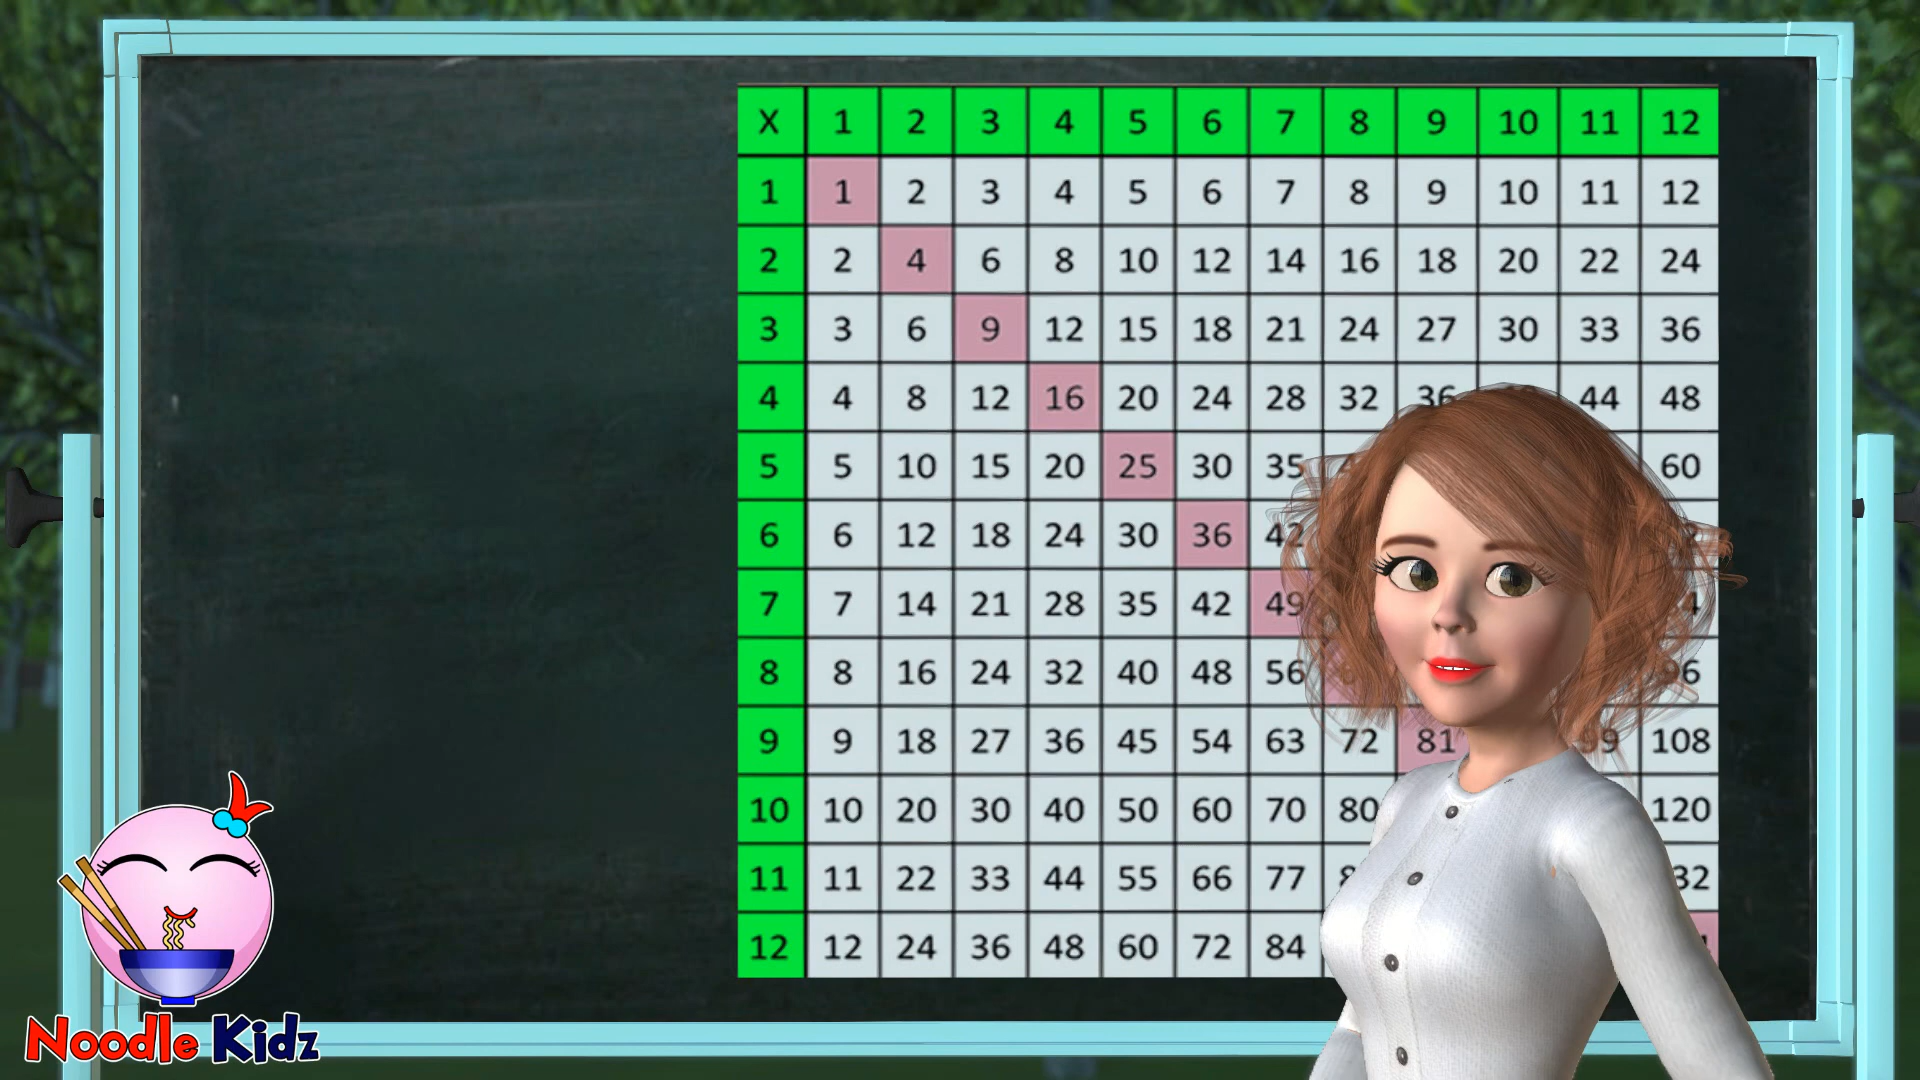 X 1 2 3 4 5 6 7 8 9 10 11 12
1 1 2 3 4 5 6 7 8 9 10 11 12
2 2 4 6 8 10 12 14 16 18 20 22 24
3 3 6 9 12 15 18 21 24 27 30 33 36
4 4 8 12 16 20 24 28 32 36 44 48
5 5 10 15 20 25 30 35 60
6 6 12 18 24 30 36 42
7 7 14 21 28 35 42 49
8 8 16 24 32 40 48 56
9 9 18 27 36 45 54 63 72 81 99 108
10 10 20 30 40 50 60 70 80 120
11 11 22 33 44 55 66 77
12 12 24 36 48 60 72 84
Noodle Kidz